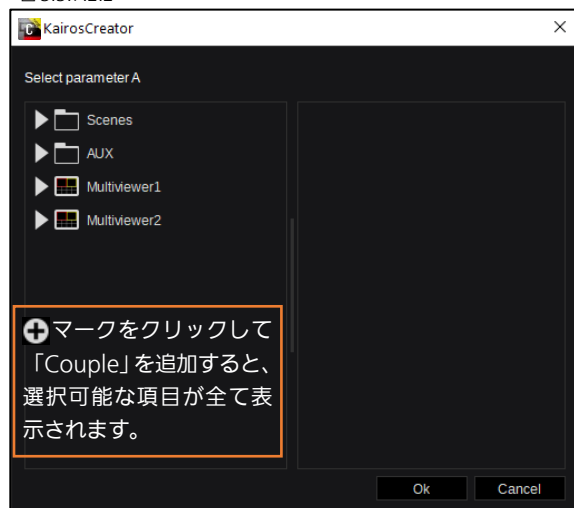 KairosCreator
Select parameter A
Scenes
AUX
Multiviewer1
Multiviewer2
マークをクリックして
「Couple」を追加すると、
選択可能な項目が全て表
示されます。
Ok Cancel